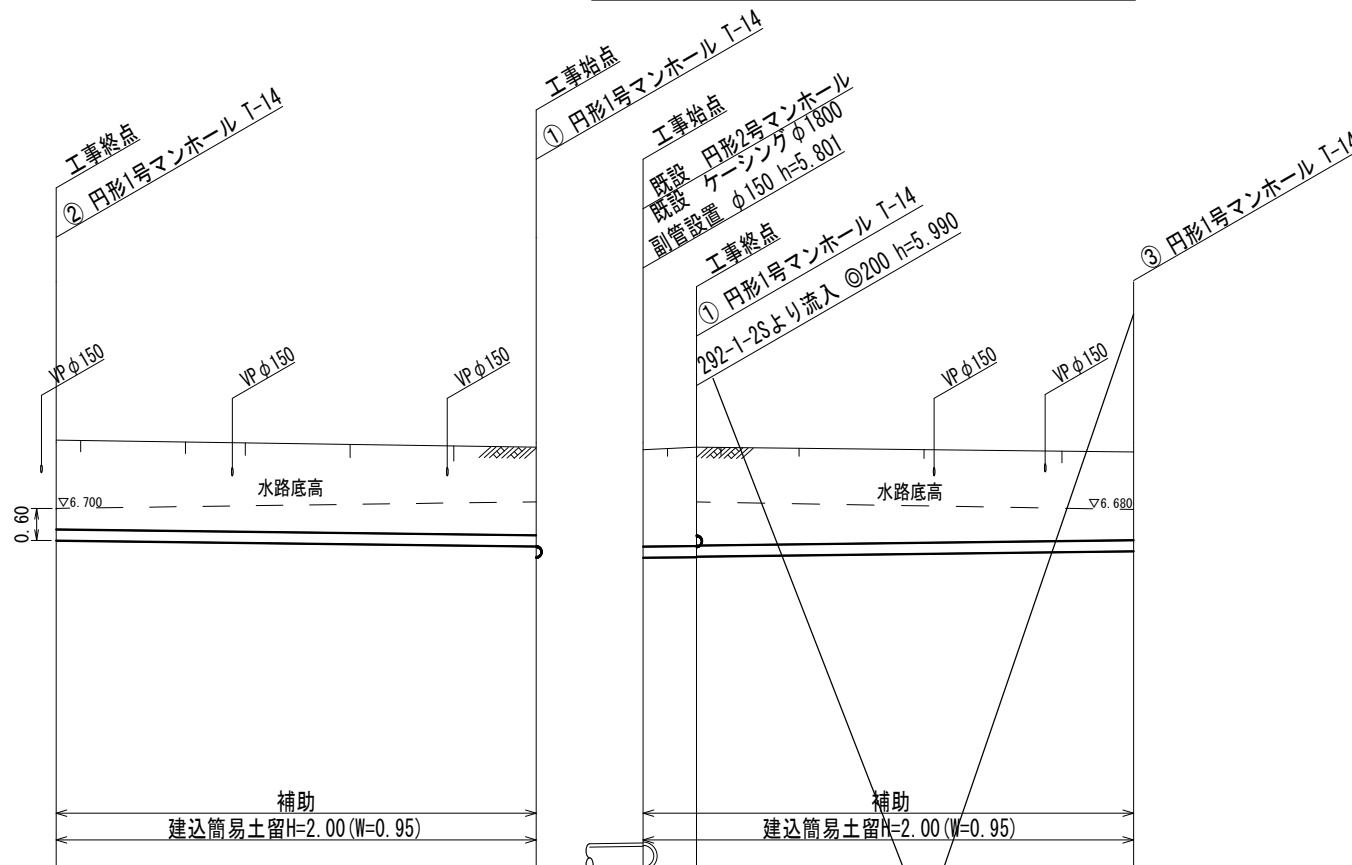 工事終点
② 円形1号マンホール T-14
工事始点
① 円形1号マンホール T-14
工事始点
既設 円形2号マンホール
既設 ケーシングφ1800
副管設置 φ150 h=5.801
工事終点
① 円形1号マンホール T-14
292-1-2Sより流入 ◎200 h=5.990
③ 円形1号マンホール T-14
VPφ150
VPφ150
VPφ150
VPφ150
VPφ150
水路底高
▽6.700
0.60
水路底高
▽6.680
補助
建込簡易土留H=2.00(W=0.95)
補助
建込簡易土留H=2.00(W=0.95)